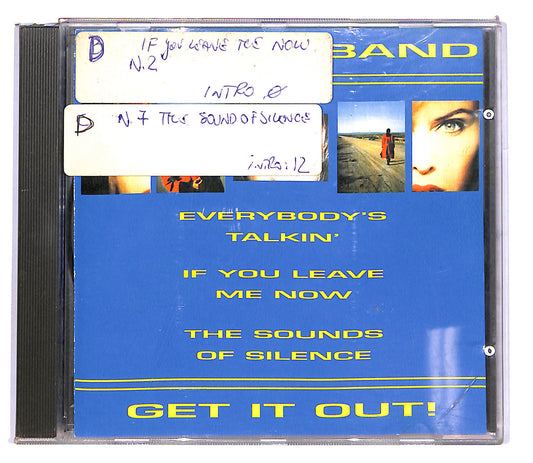 D IF YOU LEAVE ME NOW
N.2
INTRO Ø
BAND
D N.7 THE SOUND OF SILENCE
INTRO: 12
EVERYBODY'S
TALKIN'
IF YOU LEAVE
ME NOW
THE SOUNDS
OF SILENCE
GET IT OUT!